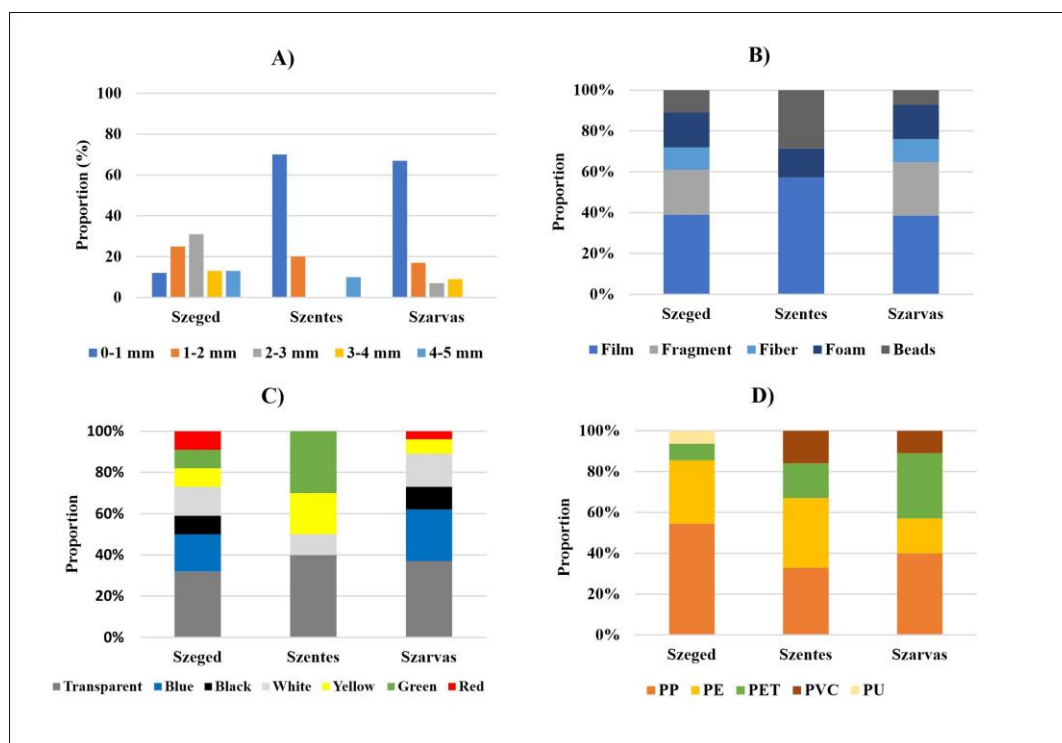 A)
100
80
60
40
20
0
Proportion (%)
Szeged Szentes Szarvas
0-1 mm 1-2 mm 2-3 mm 3-4 mm 4-5 mm
B)
100%
80%
60%
40%
20%
0%
Proportion
Szeged Szentes Szarvas
Film Fragment Fiber Foam Beads
C)
100%
80%
60%
40%
20%
0%
Proportion
Szeged Szentes Szarvas
Transparent Blue Black White Yellow Green Red
D)
100%
80%
60%
40%
20%
0%
Proportion
Szeged Szentes Szarvas
PP PE PET PVC PU